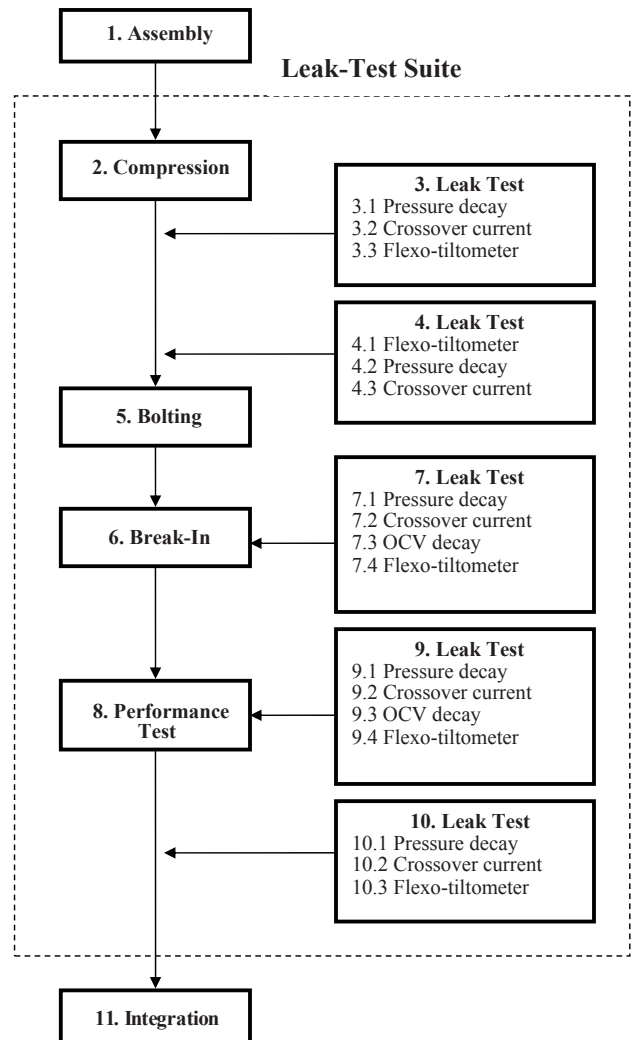 1. Assembly
Leak-Test Suite
2. Compression
3. Leak Test
3.1 Pressure decay
3.2 Crossover current
3.3 Flexo-tiltometer
4. Leak Test
4.1 Flexo-tiltometer
4.2 Pressure decay
4.3 Crossover current
5. Bolting
6. Break-In
7. Leak Test
7.1 Pressure decay
7.2 Crossover current
7.3 OCV decay
7.4 Flexo-tiltometer
8. Performance
Test
9. Leak Test
9.1 Pressure decay
9.2 Crossover current
9.3 OCV decay
9.4 Flexo-tiltometer
10. Leak Test
10.1 Pressure decay
10.2 Crossover current
10.3 Flexo-tiltometer
11. Integration